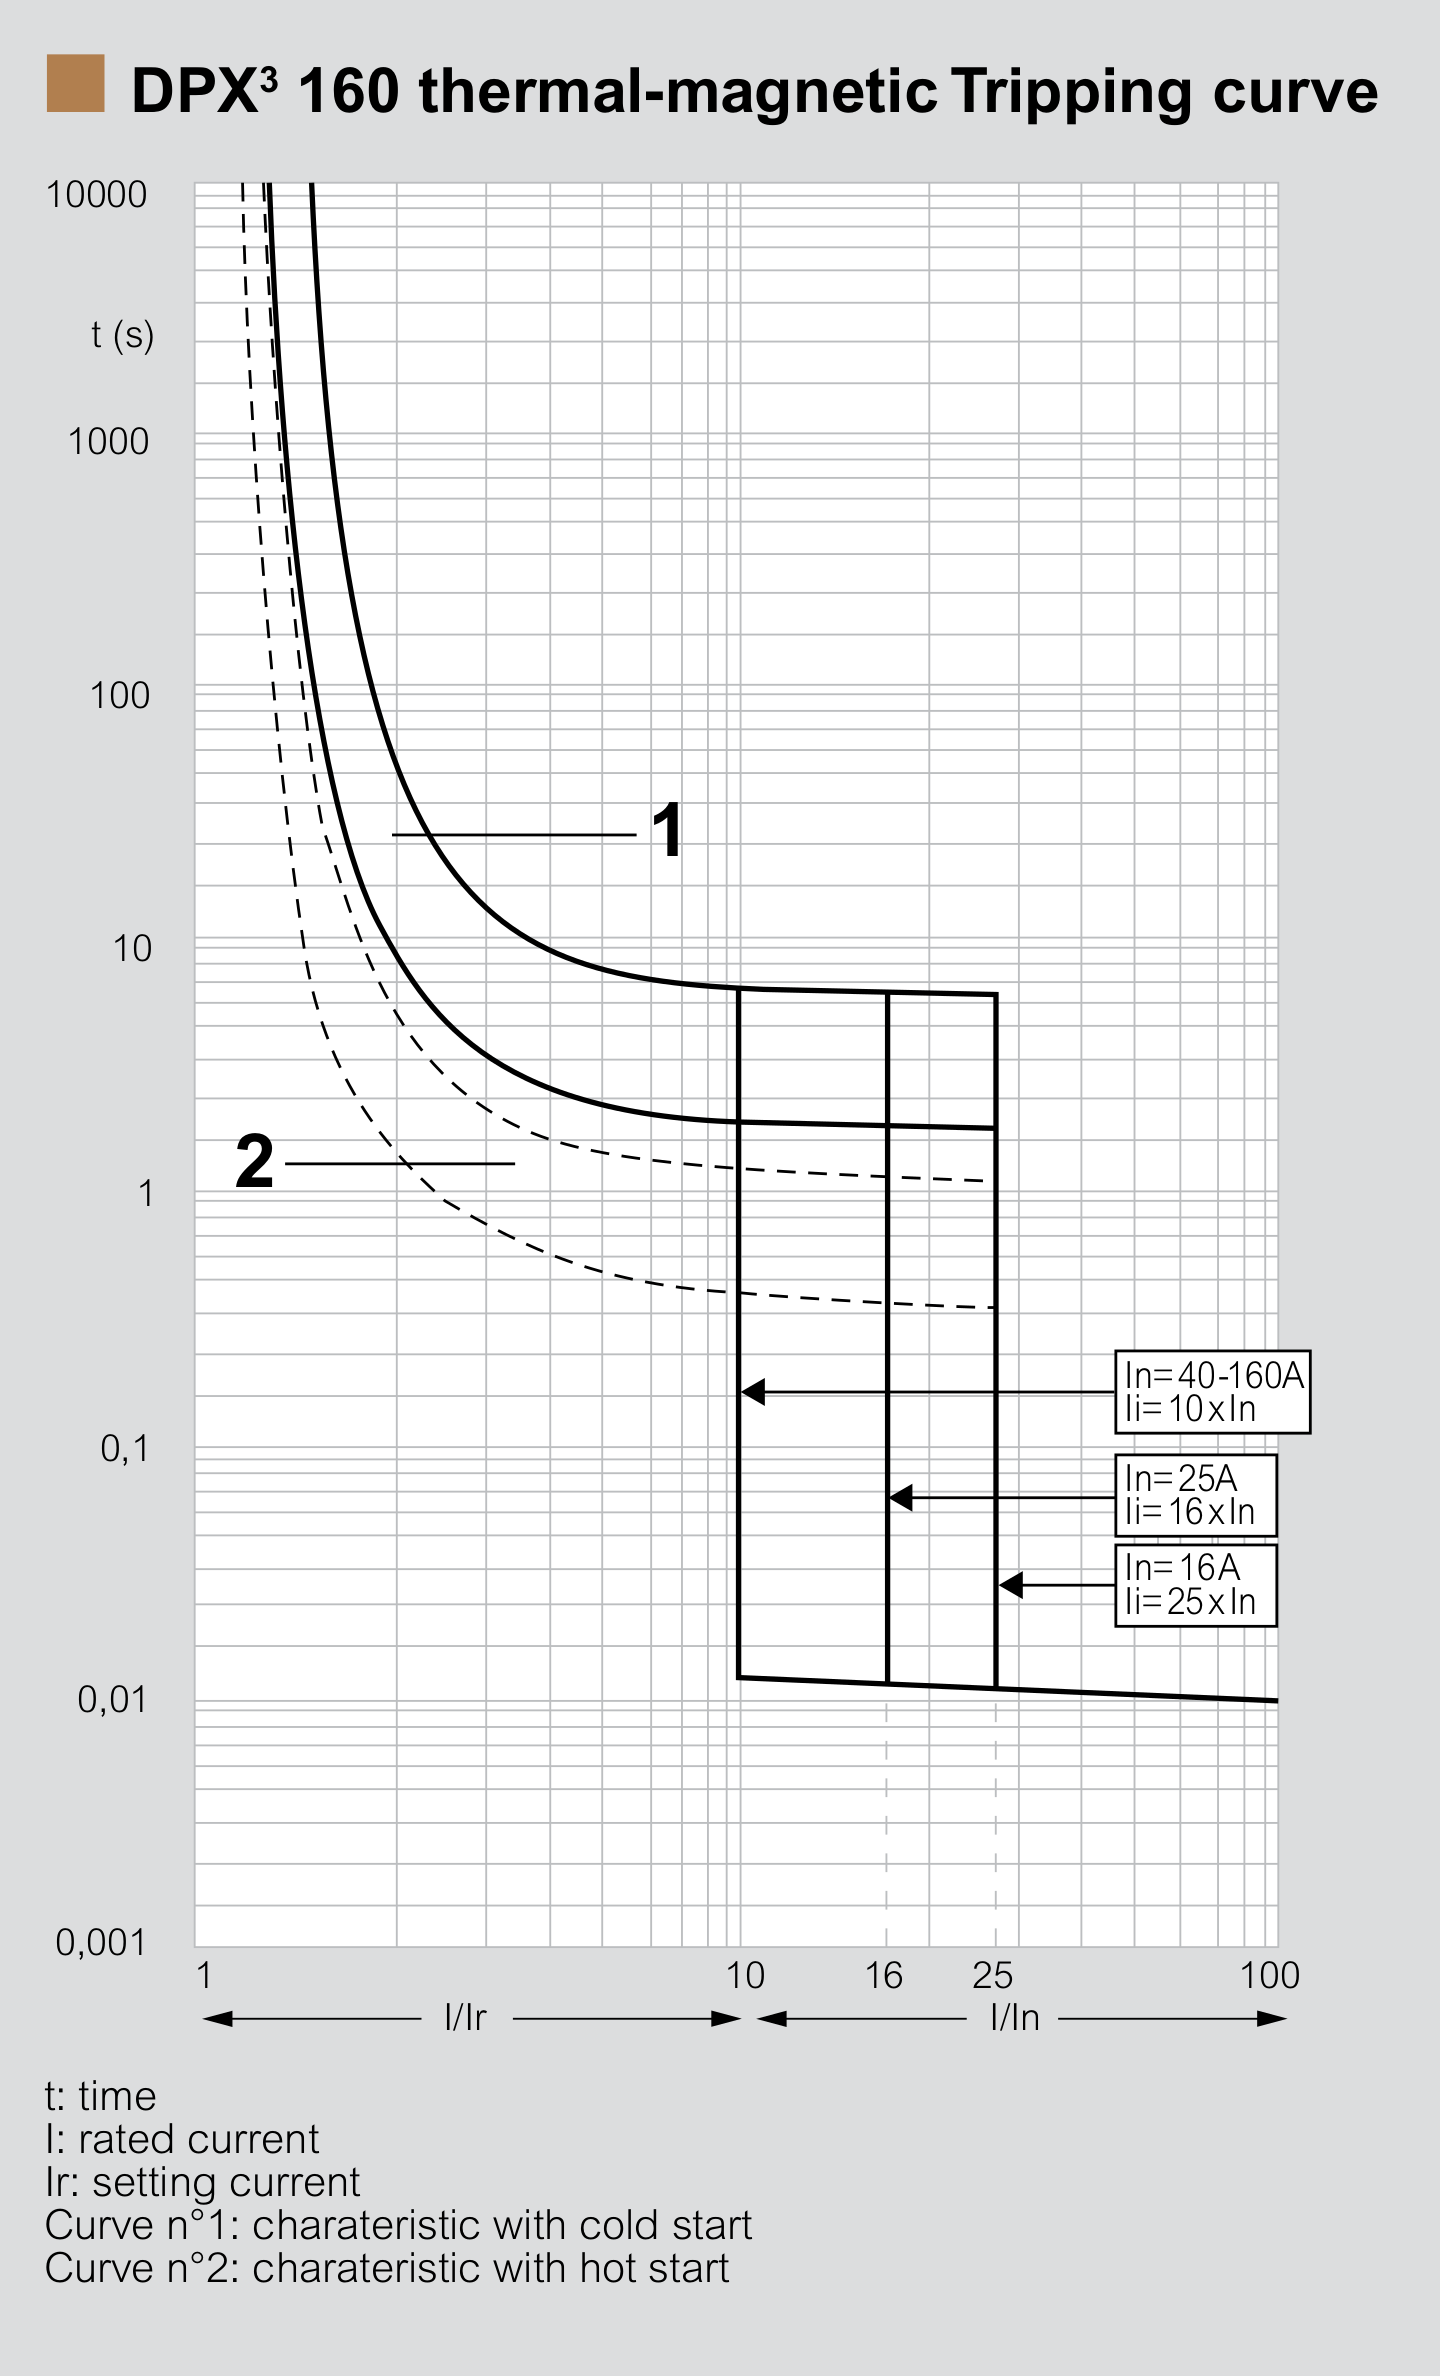 DPX³ 160 thermal-magnetic Tripping curve
10000
t (s)
1000
100
10
1
0,1
0,01
0,001
1
2
In=40-160A
Ii=10xIn
In=25A
Ii=16xIn
In=16A
Ii=25xIn
1 10 16 25 100
I/Ir I/In
t: time
I: rated current
Ir: setting current
Curve n°1: charateristic with cold start
Curve n°2: charateristic with hot start